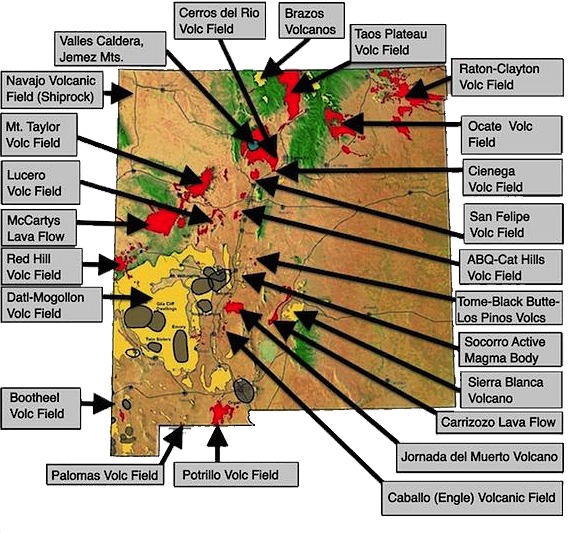 Cerros del Rio
Volc Field
Brazos
Volcanos
Taos Plateau
Volc Field
Valles Caldera,
Jemez Mts.
Raton-Clayton
Volc Field
Navajo Volcanic
Field (Shiprock)
Mt. Taylor
Volc Field
Ocate Volc
Field
Lucero
Volc Field
Cienega
Volc Field
McCartys
Lava Flow
San Felipe
Volc Field
Red Hill
Volc Field
ABQ-Cat Hills
Volc Field
Datl-Mogollon
Volc Field
Tome-Black Butte-
Los Pinos Volcs
Gila Cliff
Dwellings
Emory
Twin Sisters
Socorro Active
Magma Body
Sierra Blanca
Volcano
Bootheel
Volc Field
Carrizozo Lava Flow
Jornada del Muerto Volcano
Palomas Volc Field
Potrillo Volc Field
Caballo (Engle) Volcanic Field